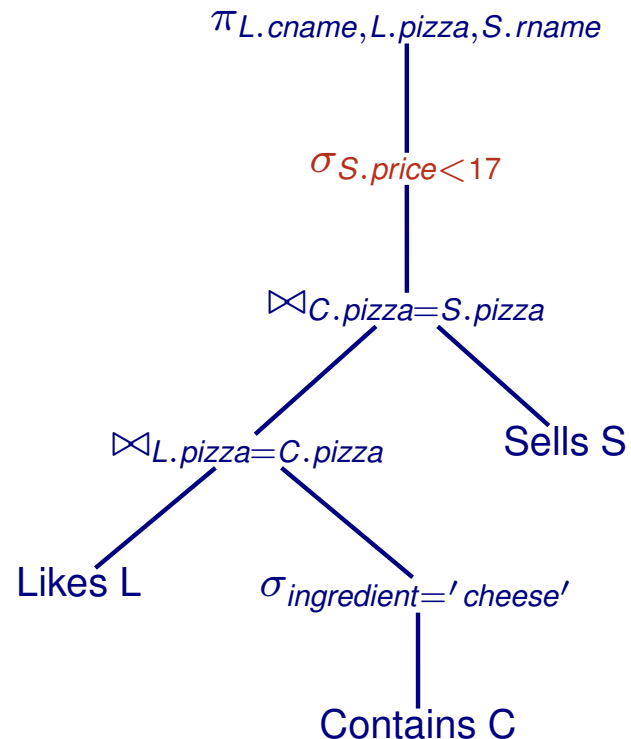 πL.cname,L.pizza,S.rname
σS.price<17
⋈C.pizza=S.pizza
Sells S
⋈L.pizza=C.pizza
Likes L
σingredient='cheese'
Contains C